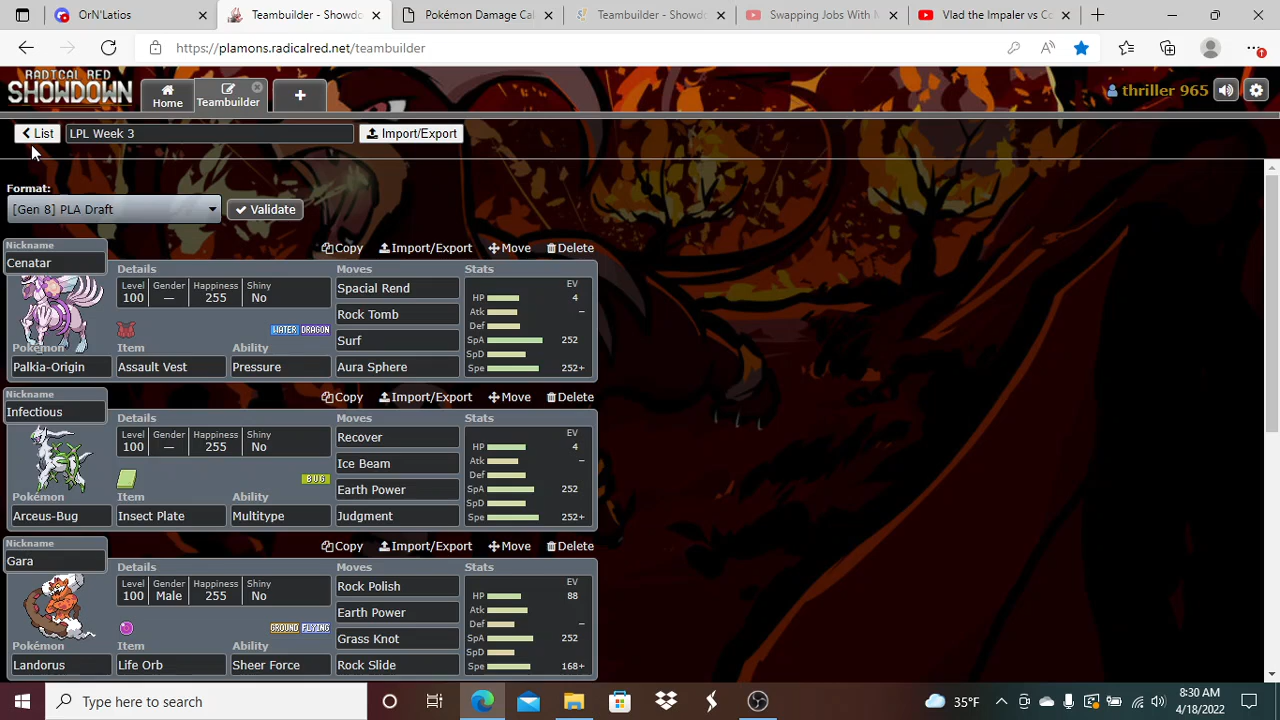 Or'N'Latios
Teambuilder - Showdo
Pokémon Damage Cal
Teambuilder - Showdo
Swapping Jobs With M
Vlad the Impaler vs Co
https://plamons.radicalred.net/teambuilder
RADICAL RED
SHOWDOWN
Home
Teambuilder
thriller 965
List
LPL Week 3
Import/Export
Format:
[Gen 8] PLA Draft
Validate
Copy Import/Export Move Delete
Nickname
Cenatar
Details
Level Gender Happiness Shiny
100 — 255 No
WATER DRAGON
Pokémon Item Ability
Palkia-Origin Assault Vest Pressure
Moves
Spacial Rend
Rock Tomb
Surf
Aura Sphere
Stats
EV
HP 4
Atk –
Def
SpA 252
SpD
Spe 252+
Copy Import/Export Move Delete
Nickname
Infectious
Details
Level Gender Happiness Shiny
100 — 255 No
BUG
Pokémon Item Ability
Arceus-Bug Insect Plate Multitype
Moves
Recover
Ice Beam
Earth Power
Judgment
Stats
EV
HP 4
Atk –
Def
SpA 252
SpD
Spe 252+
Copy Import/Export Move Delete
Nickname
Gara
Details
Level Gender Happiness Shiny
100 Male 255 No
GROUND FLYING
Pokémon Item Ability
Landorus Life Orb Sheer Force
Moves
Rock Polish
Earth Power
Grass Knot
Rock Slide
Stats
EV
HP 88
Atk
Def –
SpA 252
SpD
Spe 168+
Type here to search
35°F
8:30 AM
4/18/2022